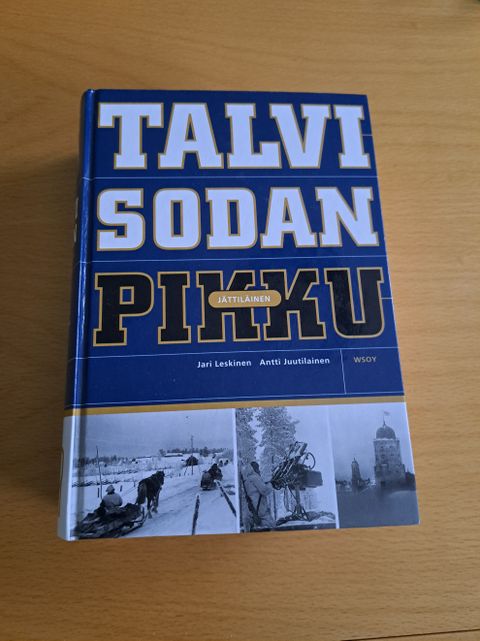 TALVI
SODAN
PIKKU
JÄTTILÄINEN
Jari Leskinen Antti Juutilainen WSOY